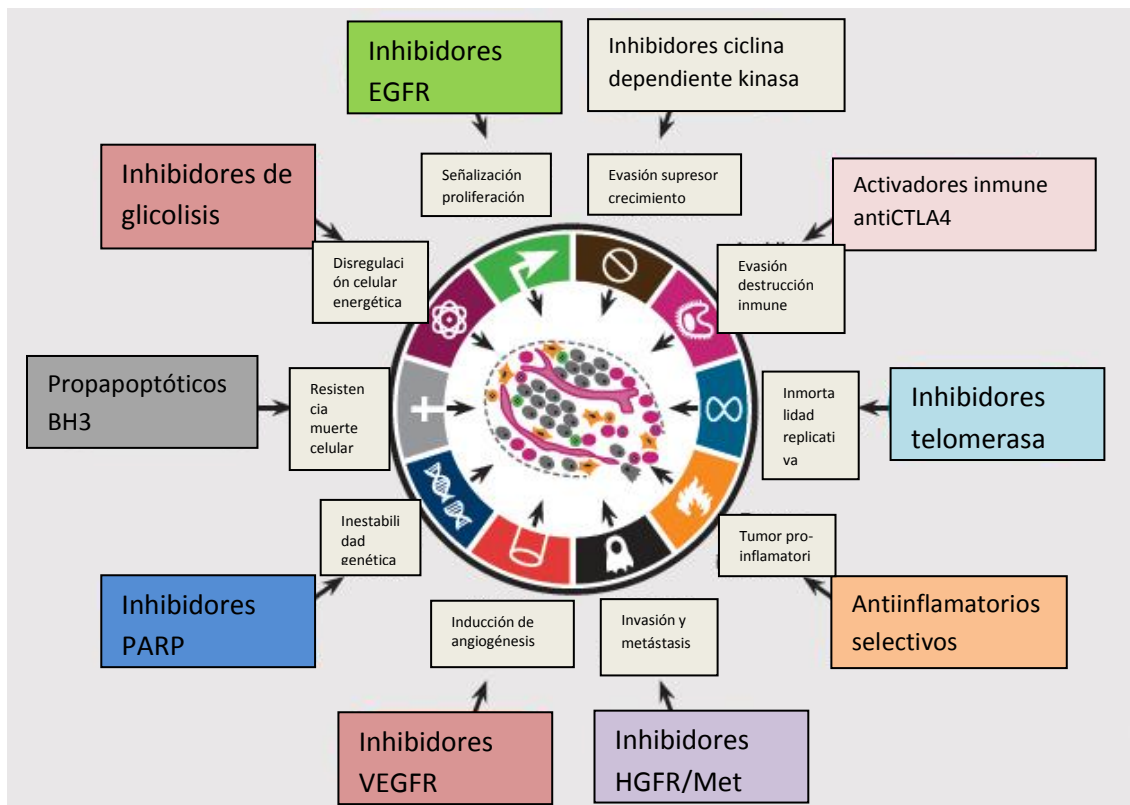 Inhibidores
EGFR
Inhibidores ciclina
dependiente kinasa
Señalización
proliferación
Evasión supresor
crecimiento
Inhibidores de
glicolisis
Activadores inmune
antiCTLA4
Disregulaci
ón celular
energética
Evasión
destrucción
inmune
Propapoptóticos
BH3
Resisten
cia
muerte
celular
Inmorta
lidad
replicati
va
Inhibidores
telomerasa
Inestabili
dad
genética
Tumor pro-
inflamatori
Inhibidores
PARP
Inducción de
angiogénesis
Invasión y
metástasis
Antiinflamatorios
selectivos
Inhibidores
VEGFR
Inhibidores
HGFR/Met